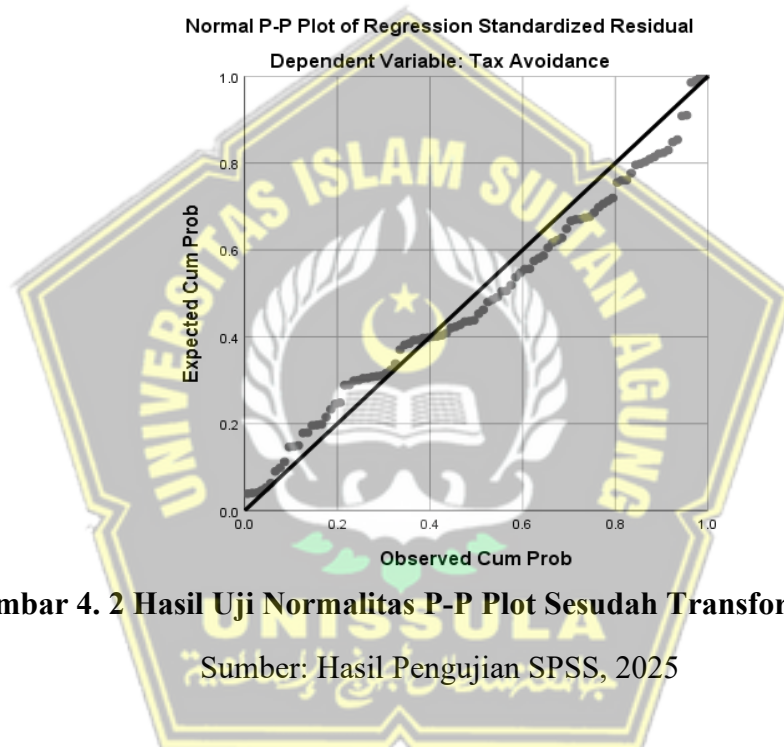 Normal P-P Plot of Regression Standardized Residual
Dependent Variable: Tax Avoidance
1.0
0.8
0.6
0.4
0.2
0.0
Expected Cum Prob
0.0 0.2 0.4 0.6 0.8 1.0
Observed Cum Prob
UNIVERSITAS ISLAM SULTAN AGUNG
mbar 4. 2 Hasil Uji Normalitas P-P Plot Sesudah Transfor
UNISSULA
Sumber: Hasil Pengujian SPSS, 2025
جامعتنسلطان أجونج الإسلامية